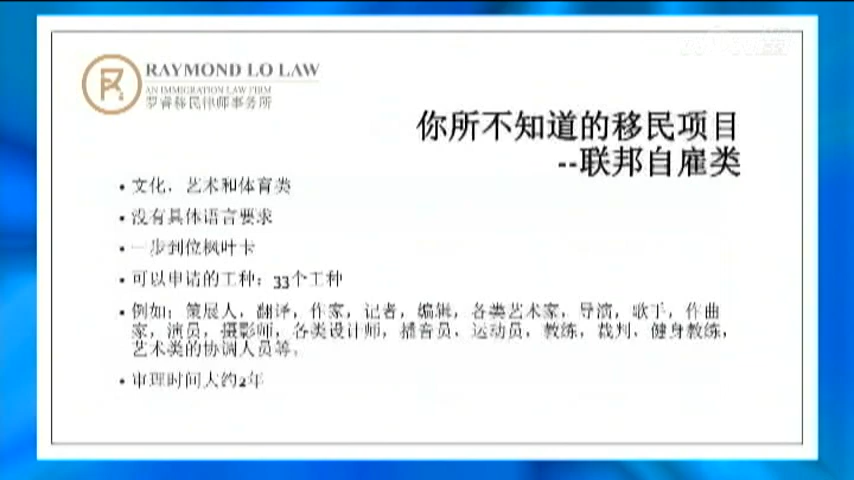 RAYMOND LO LAW
AN IMMIGRATION LAW FIRM
罗睿移民律师事务所
你所不知道的移民项目
--联邦自雇类
• 文化，艺术和体育类
• 没有具体语言要求
• 一步到位枫叶卡
• 可以申请的工种：33个工种
• 例如：策展人，翻译，作家，记者，编辑，各类艺术家，导演，歌手，作曲
家，演员，摄影师，各类设计师，播音员，运动员，教练，裁判，健身教练，
艺术类的协调人员等。
• 审理时间大约2年